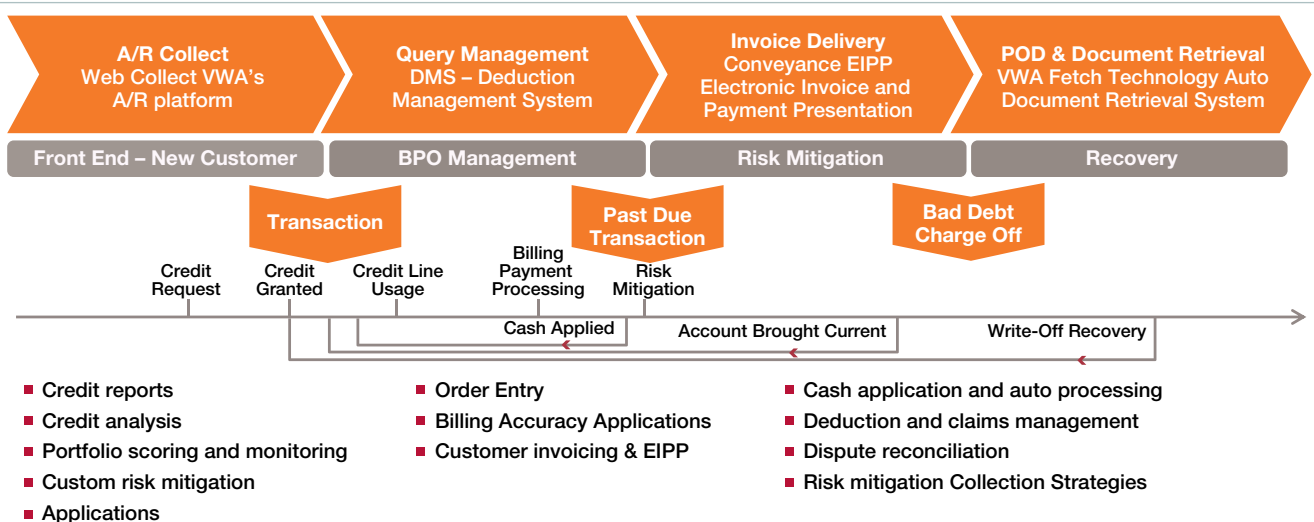 A/R Collect
Web Collect VWA's
A/R platform
Query Management
DMS – Deduction
Management System
Invoice Delivery
Conveyance EIPP
Electronic Invoice and
Payment Presentation
POD & Document Retrieval
VWA Fetch Technology Auto
Document Retrieval System
Front End – New Customer
BPO Management
Risk Mitigation
Recovery
Transaction
Past Due
Transaction
Bad Debt
Charge Off
Credit
Request
Credit
Granted
Credit Line
Usage
Billing
Payment
Processing
Risk
Mitigation
Cash Applied
Account Brought Current
Write-Off Recovery
Credit reports
Credit analysis
Portfolio scoring and monitoring
Custom risk mitigation
Applications
Order Entry
Billing Accuracy Applications
Customer invoicing & EIPP
Cash application and auto processing
Deduction and claims management
Dispute reconciliation
Risk mitigation Collection Strategies